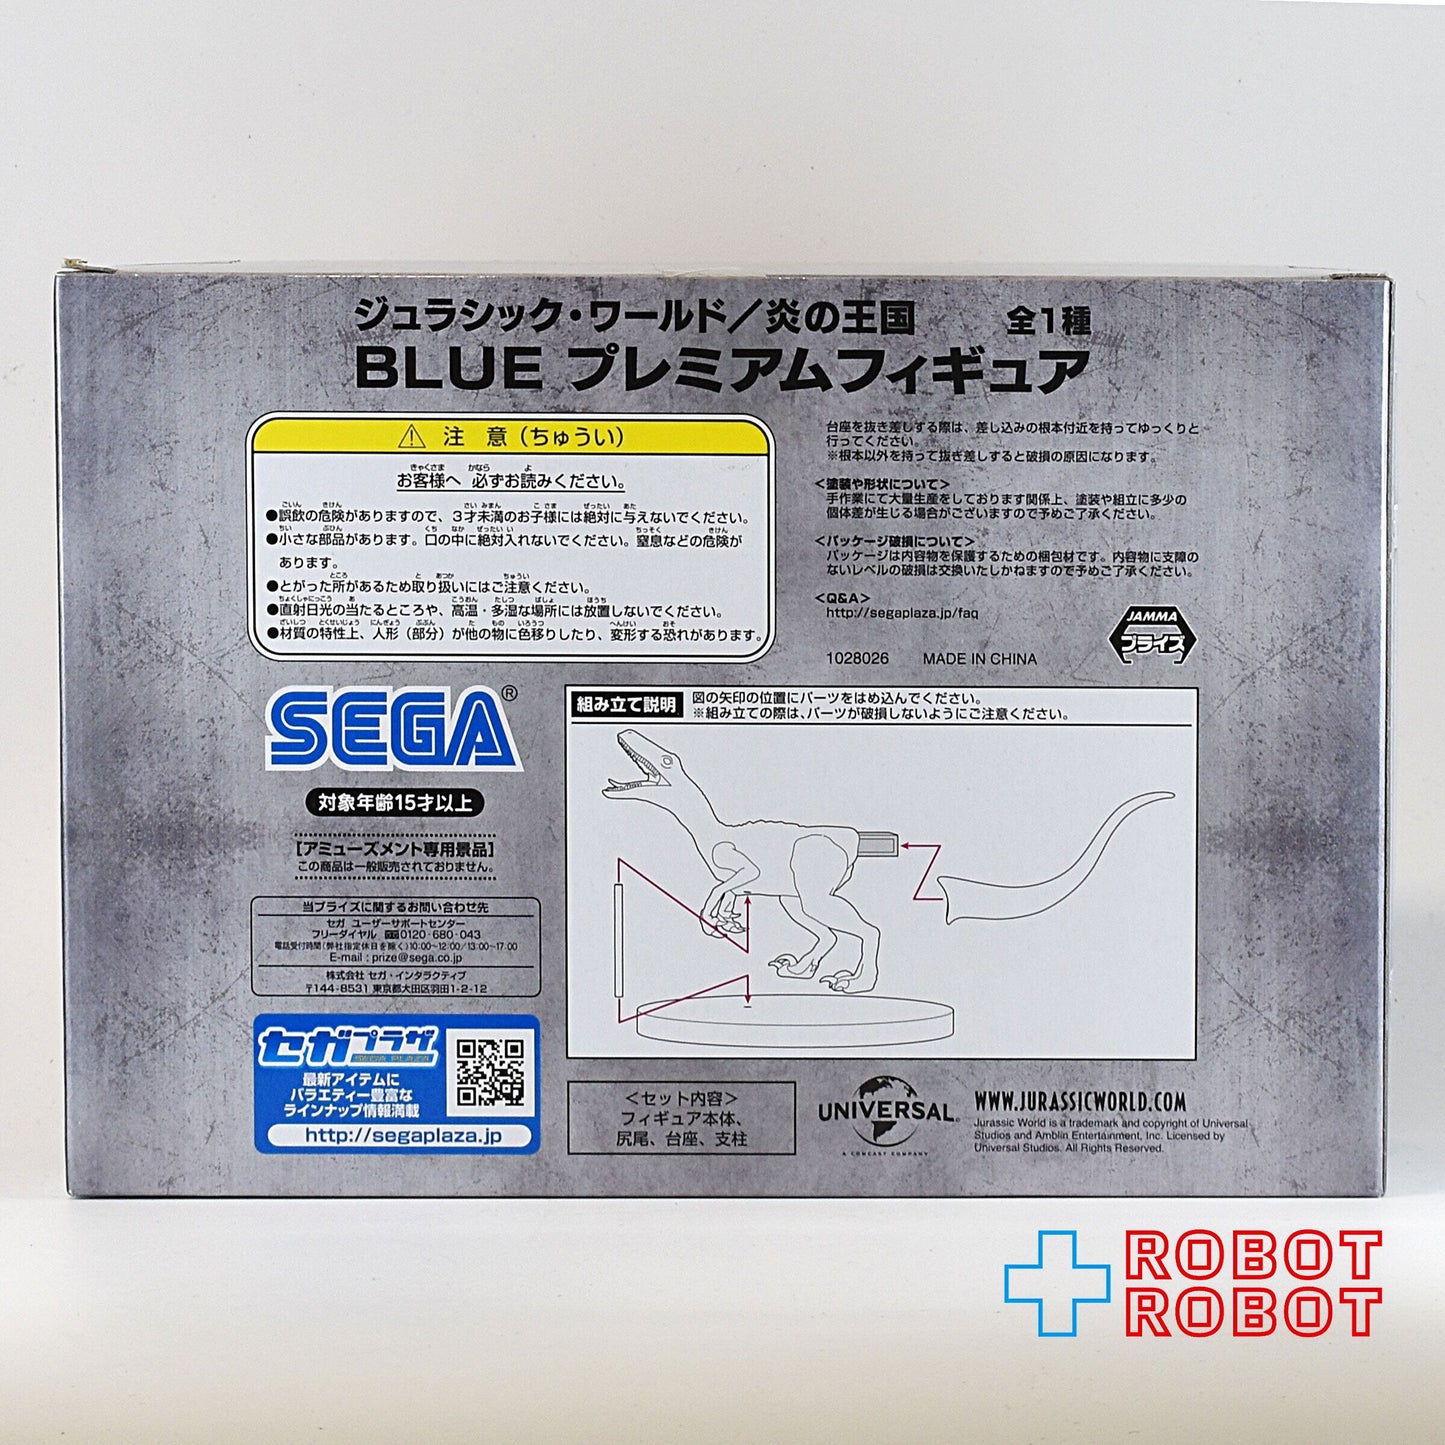 ジュラシック・ワールド／炎の王国 全1種
BLUE プレミアムフィギュア
⚠ 注 意（ちゅうい）
お客様へ 必ずお読みください。
●誤飲の危険がありますので、3才未満のお子様には絶対に与えないでください。
●小さな部品があります。口の中に絶対入れないでください。窒息などの危険が
あります。
●とがった所があるため取り扱いにはご注意ください。
●直射日光の当たるところや、高温・多湿な場所には放置しないでください。
●材質の特性上、人形（部分）が他の物に色移りしたり、変形する恐れがあります。
台座を抜き差しする際は、差し込みの根本付近を持ってゆっくりと
行ってください。
※根本以外を持って抜き差しすると破損の原因になります。
＜塗装や形状について＞
手作業にて大量生産をしております関係上、塗装や組立に多少の
個体差が生じる場合がございますので予めご了承ください。
＜パッケージ破損について＞
パッケージは内容物を保護するための梱包材です。内容物に支障の
ないレベルの破損は交換いたしかねますので予めご了承ください。
＜Q&A＞
http://segaplaza.jp/faq
JAMMA
プライズ
1028026 MADE IN CHINA
SEGA®
対象年齢15才以上
［アミューズメント専用景品］
この商品は一般販売されておりません。
当プライズに関するお問い合わせ先
セガ ユーザーサポートセンター
フリーダイヤル 0120-680-043
電話受付時間（弊社指定休日を除く）10:00~12:00/13:00~17:00
E-mail : prize@sega.co.jp
株式会社 セガ・インタラクティブ
〒144-8531 東京都大田区羽田1-2-12
セガプラザ
SEGA PLAZA
最新アイテムに
バラエティー豊富な
ラインナップ情報満載
http://segaplaza.jp
組み立て説明 図の矢印の位置にパーツをはめ込んでください。
※組み立ての際は、パーツが破損しないようにご注意ください。
＜セット内容＞
フィギュア本体、
尻尾、台座、支柱
UNIVERSAL
A COMCAST COMPANY
WWW.JURASSICWORLD.COM
Jurassic World is a trademark and copyright of Universal
Studios and Amblin Entertainment, Inc. Licensed by
Universal Studios. All Rights Reserved.
ROBOT
ROBOT